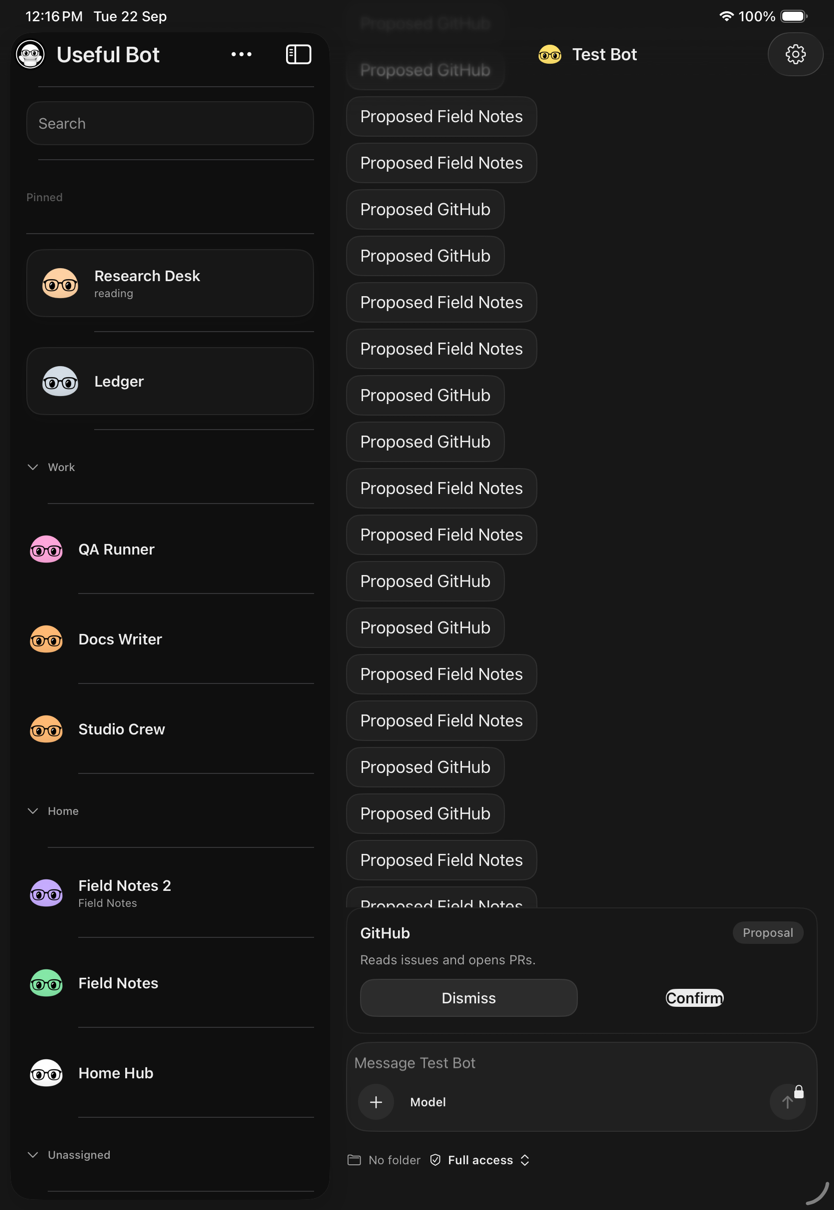 12:16 PM Tue 22 Sep
100%
Useful Bot
Search
Pinned
Research Desk
reading
Ledger
Work
QA Runner
Docs Writer
Studio Crew
Home
Field Notes 2
Field Notes
Field Notes
Home Hub
Unassigned
Test Bot
Proposed GitHub
Proposed GitHub
Proposed Field Notes
Proposed Field Notes
Proposed GitHub
Proposed GitHub
Proposed Field Notes
Proposed Field Notes
Proposed GitHub
Proposed GitHub
Proposed Field Notes
Proposed Field Notes
Proposed GitHub
Proposed GitHub
Proposed Field Notes
Proposed Field Notes
Proposed GitHub
Proposed GitHub
Proposed Field Notes
Proposed Field Notes
GitHub
Proposal
Reads issues and opens PRs.
Dismiss
Confirm
Message Test Bot
Model
No folder
Full access